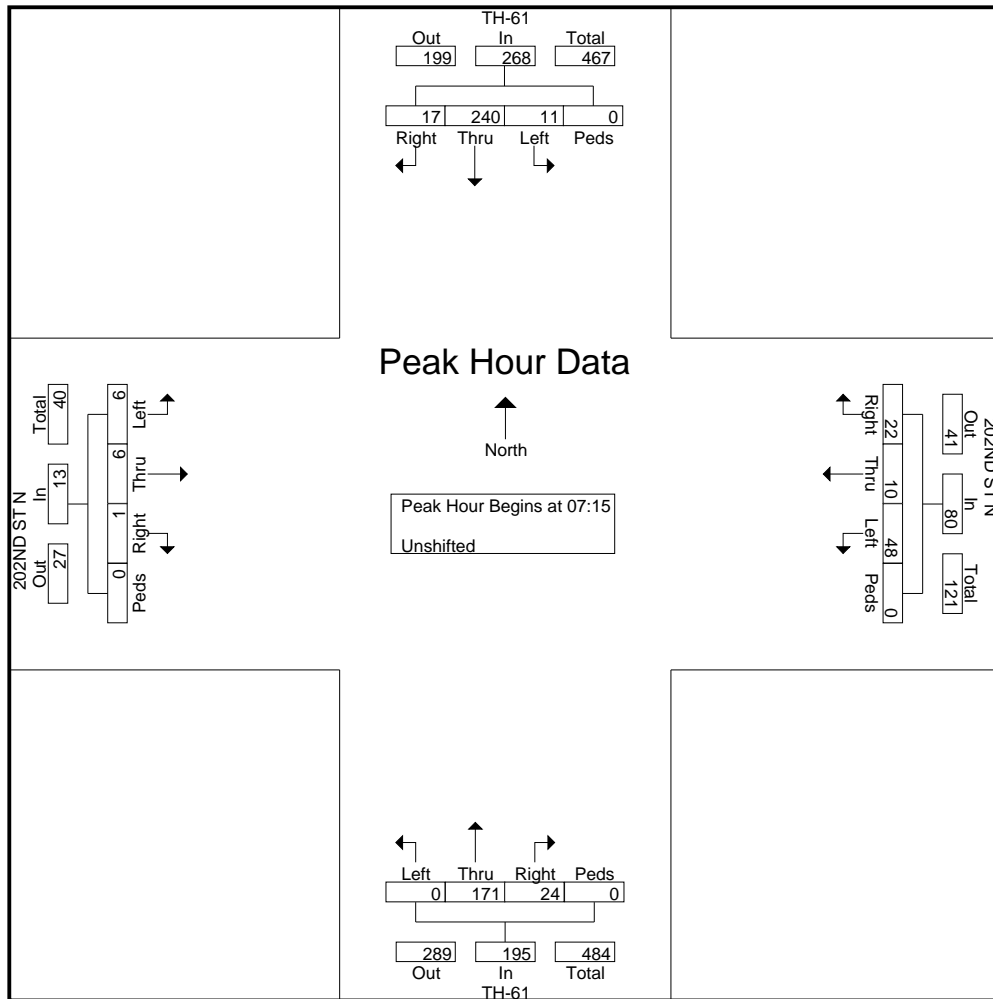 TH-61
Out In Total
199 268 467
17 240 11 0
Right Thru Left Peds
Peak Hour Data
North
Peak Hour Begins at 07:15
Unshifted
202ND ST N
Total In Out
40 13 27
6 6 1 0
Left Thru Right Peds
202ND ST N
Out In Total
41 80 121
22 10 48 0
Right Thru Left Peds
Left Thru Right Peds
0 171 24 0
289 195 484
Out In Total
TH-61